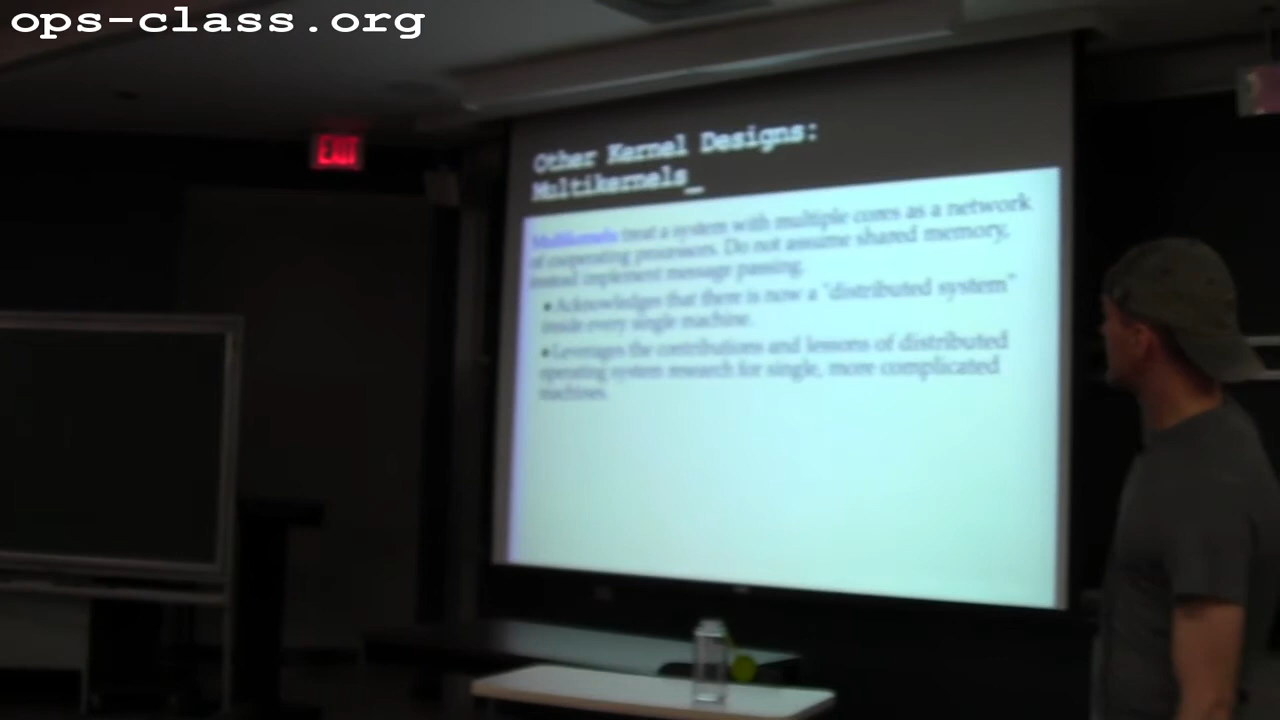 ops-class.org
EXIT
Other Kernel Designs:
Multikernels_
Multikernels treat a system with multiple cores as a network
of cooperating processors. Do not assume shared memory,
instead implement message passing.
• Acknowledges that there is now a "distributed system"
inside every single machine.
• Leverages the contributions and lessons of distributed
operating system research for single, more complicated
machines.